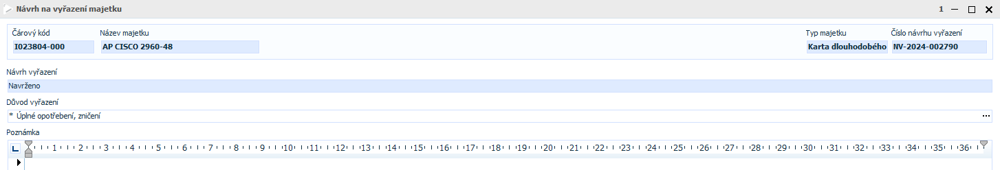 Návrh na vyřazení majetku 1
Čárový kód Název majetku Typ majetku Číslo návrhu vyřazení
I023804-000 AP CISCO 2960-48 Karta dlouhodobého NV-2024-002790
Návrh vyřazení
Navrženo
Důvod vyřazení
* Úplné opotřebení, zničení ...
Poznámka
1 2 3 4 5 6 7 8 9 10 11 12 13 14 15 16 17 18 19 20 21 22 23 24 25 26 27 28 29 30 31 32 33 34 35 36